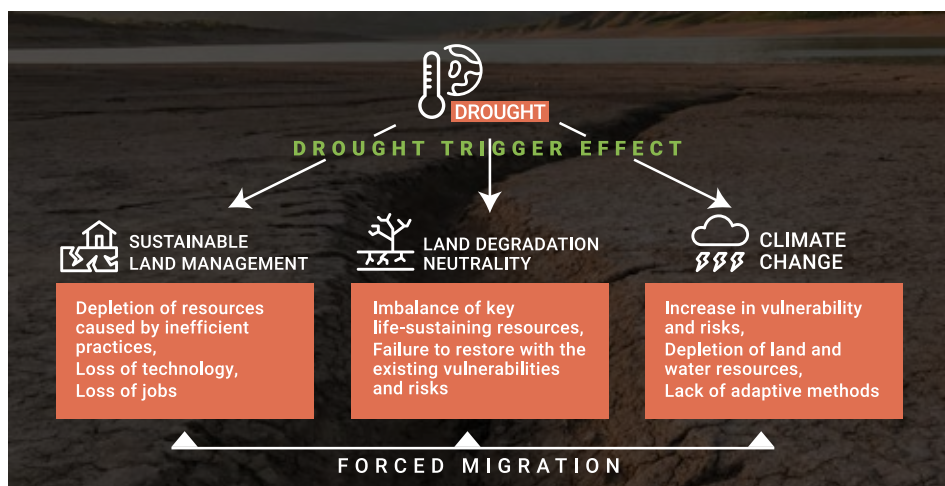 DROUGHT
DROUGHT TRIGGER EFFECT
SUSTAINABLE
LAND MANAGEMENT
Depletion of resources
caused by inefficient
practices,
Loss of technology,
Loss of jobs
LAND DEGRADATION
NEUTRALITY
Imbalance of key
life-sustaining resources,
Failure to restore with the
existing vulnerabilities
and risks
CLIMATE
CHANGE
Increase in vulnerability
and risks,
Depletion of land and
water resources,
Lack of adaptive methods
FORCED MIGRATION